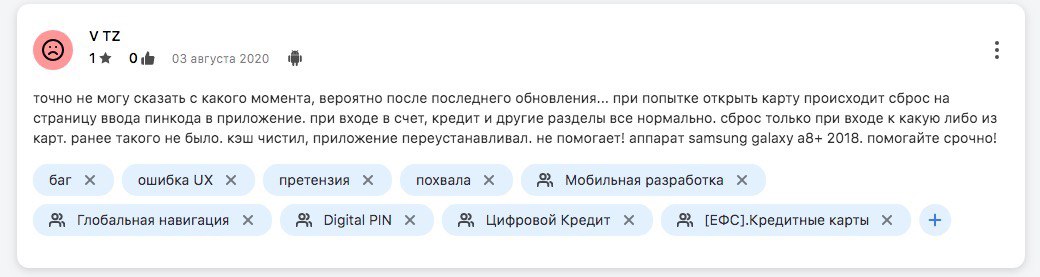 V TZ
1 0 03 августа 2020
точно не могу сказать с какого момента, вероятно после последнего обновления... при попытке открыть карту происходит сброс на
страницу ввода пинкода в приложение. при входе в счет, кредит и другие разделы все нормально. сброс только при входе к какую либо из
карт. ранее такого не было. кэш чистил, приложение переустанавливал. не помогает! аппарат samsung galaxy a8+ 2018. помогайте срочно!
баг ошибка UX претензия похвала Мобильная разработка
Глобальная навигация Digital PIN Цифровой Кредит [ЕФС].Кредитные карты